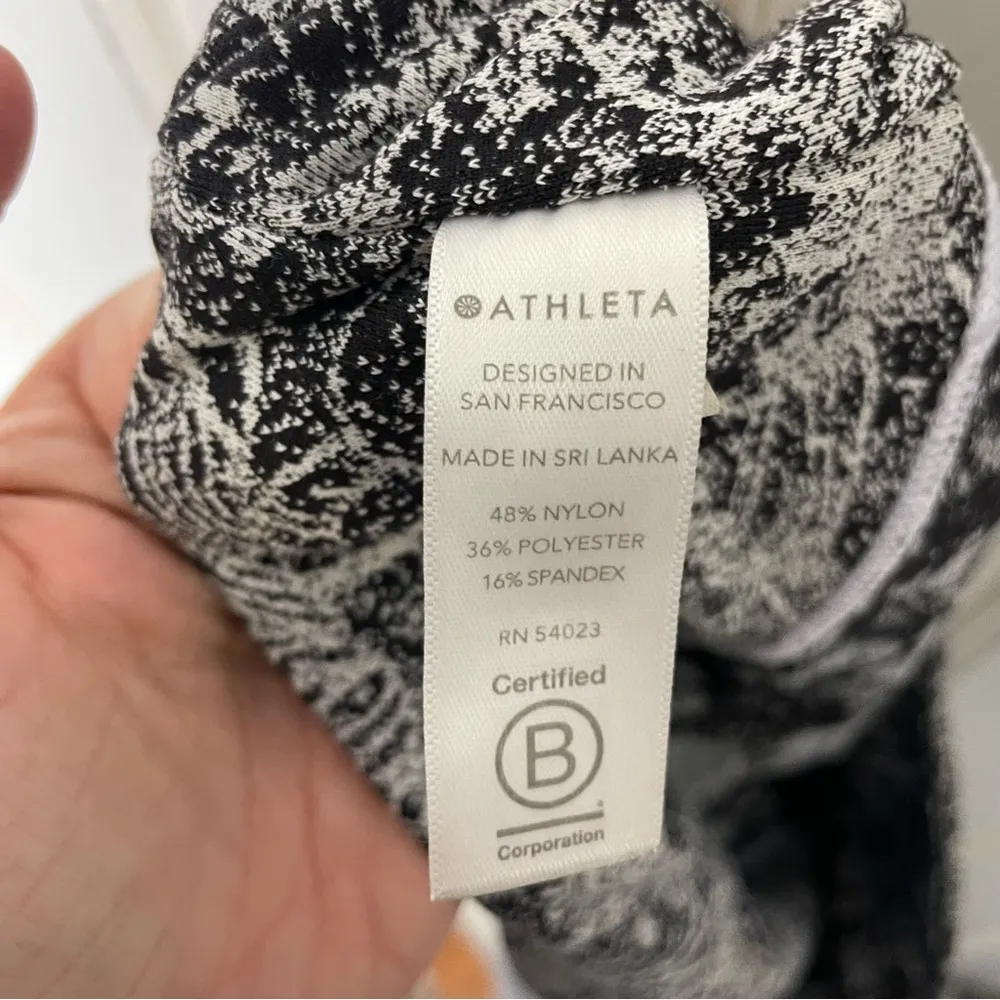 ATHLETA
DESIGNED IN
SAN FRANCISCO
MADE IN SRI LANKA
48% NYLON
36% POLYESTER
16% SPANDEX
RN 54023
Certified
B
Corporation